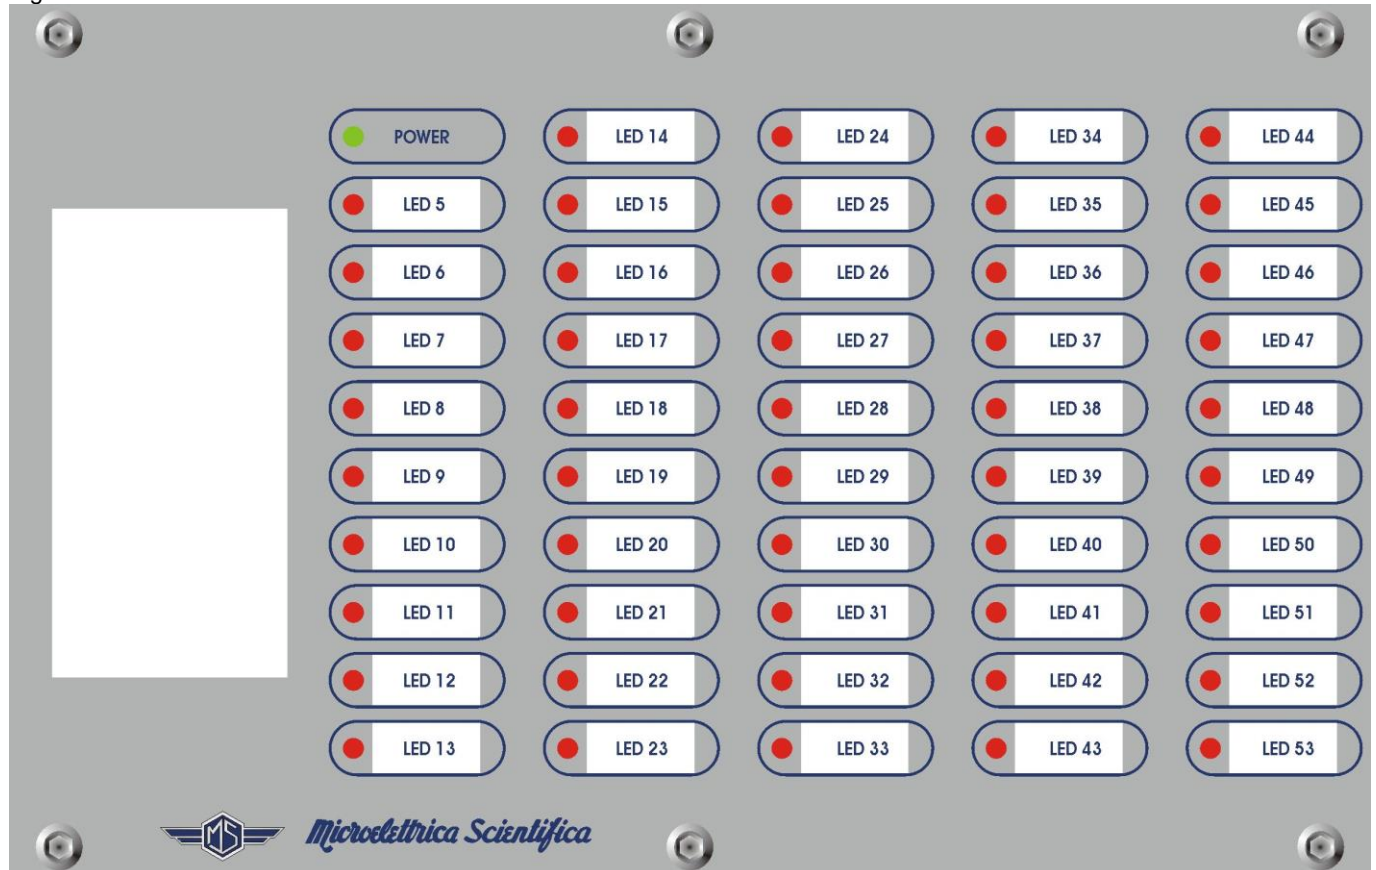 POWER LED 14 LED 24 LED 34 LED 44
LED 5 LED 15 LED 25 LED 35 LED 45
LED 6 LED 16 LED 26 LED 36 LED 46
LED 7 LED 17 LED 27 LED 37 LED 47
LED 8 LED 18 LED 28 LED 38 LED 48
LED 9 LED 19 LED 29 LED 39 LED 49
LED 10 LED 20 LED 30 LED 40 LED 50
LED 11 LED 21 LED 31 LED 41 LED 51
LED 12 LED 22 LED 32 LED 42 LED 52
LED 13 LED 23 LED 33 LED 43 LED 53
MS Microelettrica Scientifica